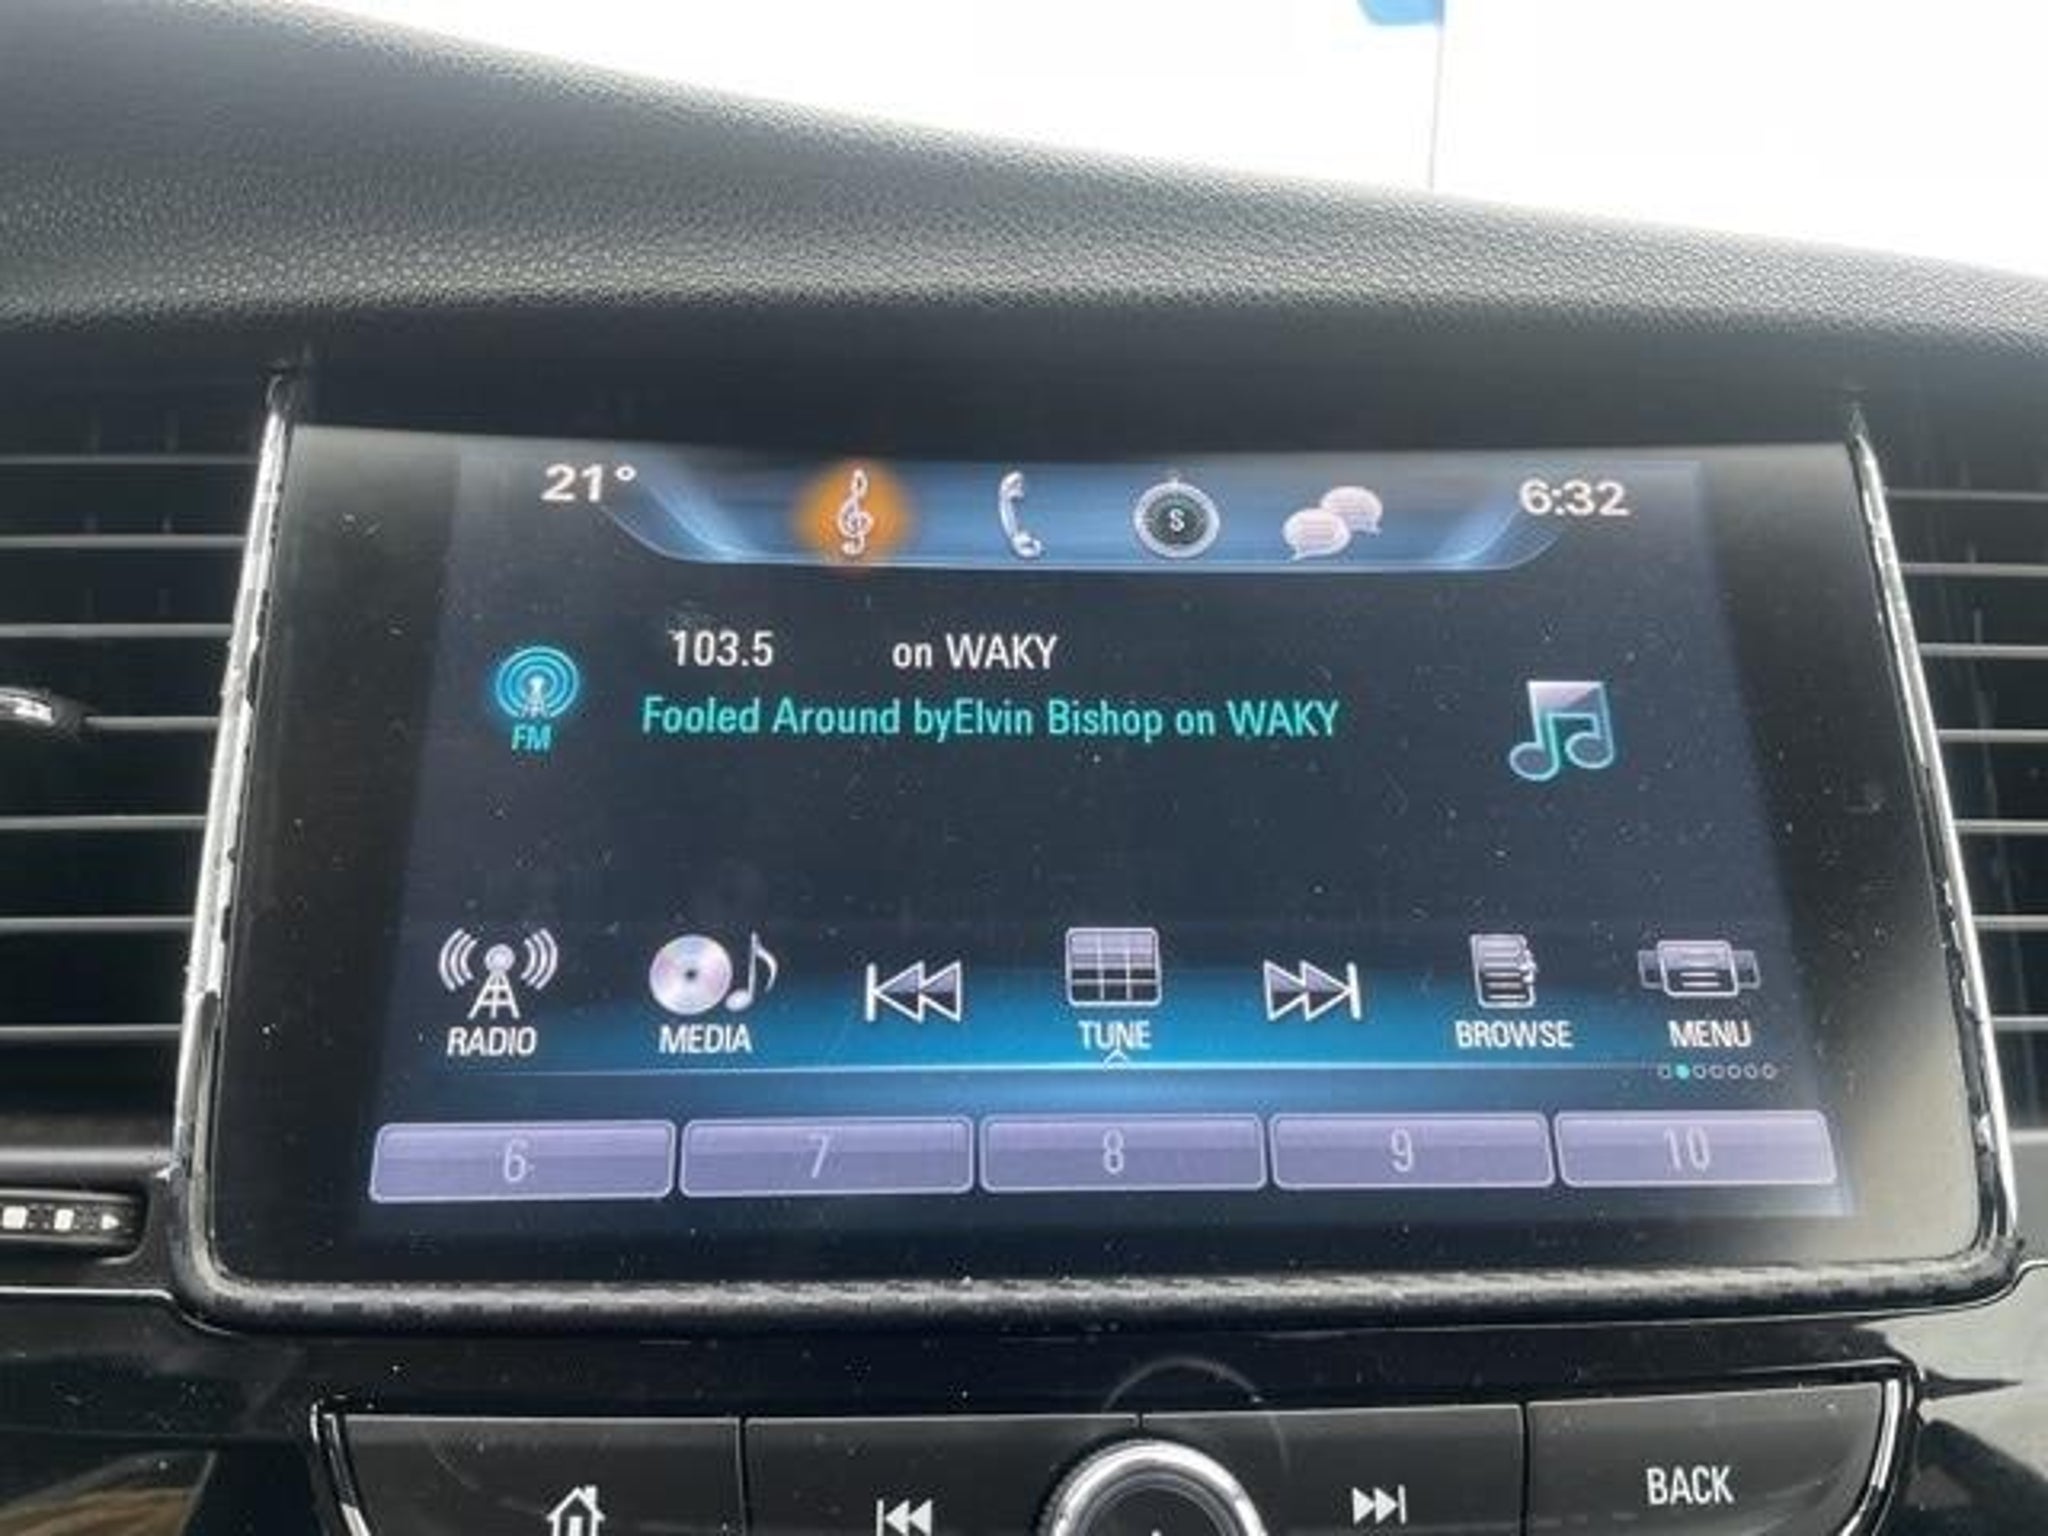 21° S 6:32
103.5 on WAKY
FM
Fooled Around byElvin Bishop on WAKY
RADIO MEDIA TUNE BROWSE MENU
6 7 8 9 10
BACK